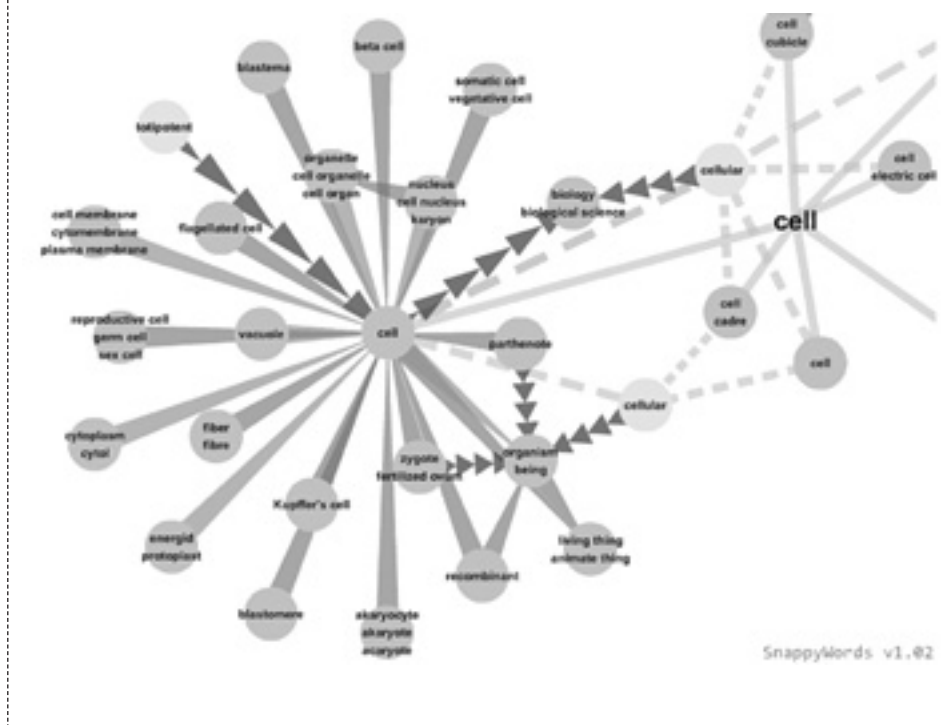 cell
cubicle
beta cell
blastema
somatic cell
vegetative cell
totipotent
organelle
cell organelle
cell organ
nucleus
cell nucleus
karyon
cellular
cell
electric cell
biology
biological science
cell membrane
cytomembrane
plasma membrane
flagellated cell
cell
cell
cadre
reproductive cell
germ cell
sex cell
vacuole
cell
parthenote
cell
cellular
cytoplasm
cytol
fiber
fibre
zygote
fertilized ovum
organism
being
Kupffer's cell
energid
protoplast
living thing
animate thing
recombinant
blastomere
akaryocyte
akaryote
acaryote
SnappyWords v1.02